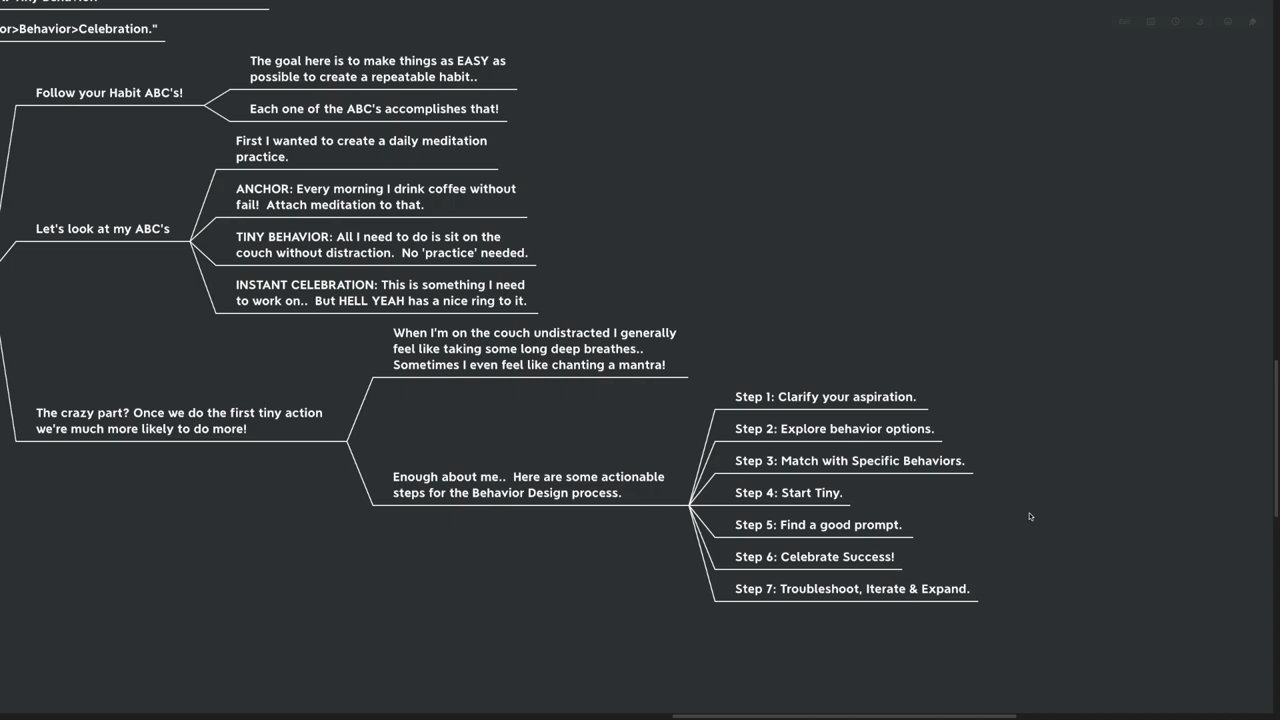 or>Behavior>Celebration."
Follow your Habit ABC's!
The goal here is to make things as EASY as
possible to create a repeatable habit..
Each one of the ABC's accomplishes that!
Let's look at my ABC's
First I wanted to create a daily meditation
practice.
ANCHOR: Every morning I drink coffee without
fail!  Attach meditation to that.
TINY BEHAVIOR: All I need to do is sit on the
couch without distraction.  No 'practice' needed.
INSTANT CELEBRATION: This is something I need
to work on..  But HELL YEAH has a nice ring to it.
The crazy part? Once we do the first tiny action
we're much more likely to do more!
When I'm on the couch undistracted I generally
feel like taking some long deep breathes..
Sometimes I even feel like chanting a mantra!
Enough about me..  Here are some actionable
steps for the Behavior Design process.
Step 1: Clarify your aspiration.
Step 2: Explore behavior options.
Step 3: Match with Specific Behaviors.
Step 4: Start Tiny.
Step 5: Find a good prompt.
Step 6: Celebrate Success!
Step 7: Troubleshoot, Iterate & Expand.